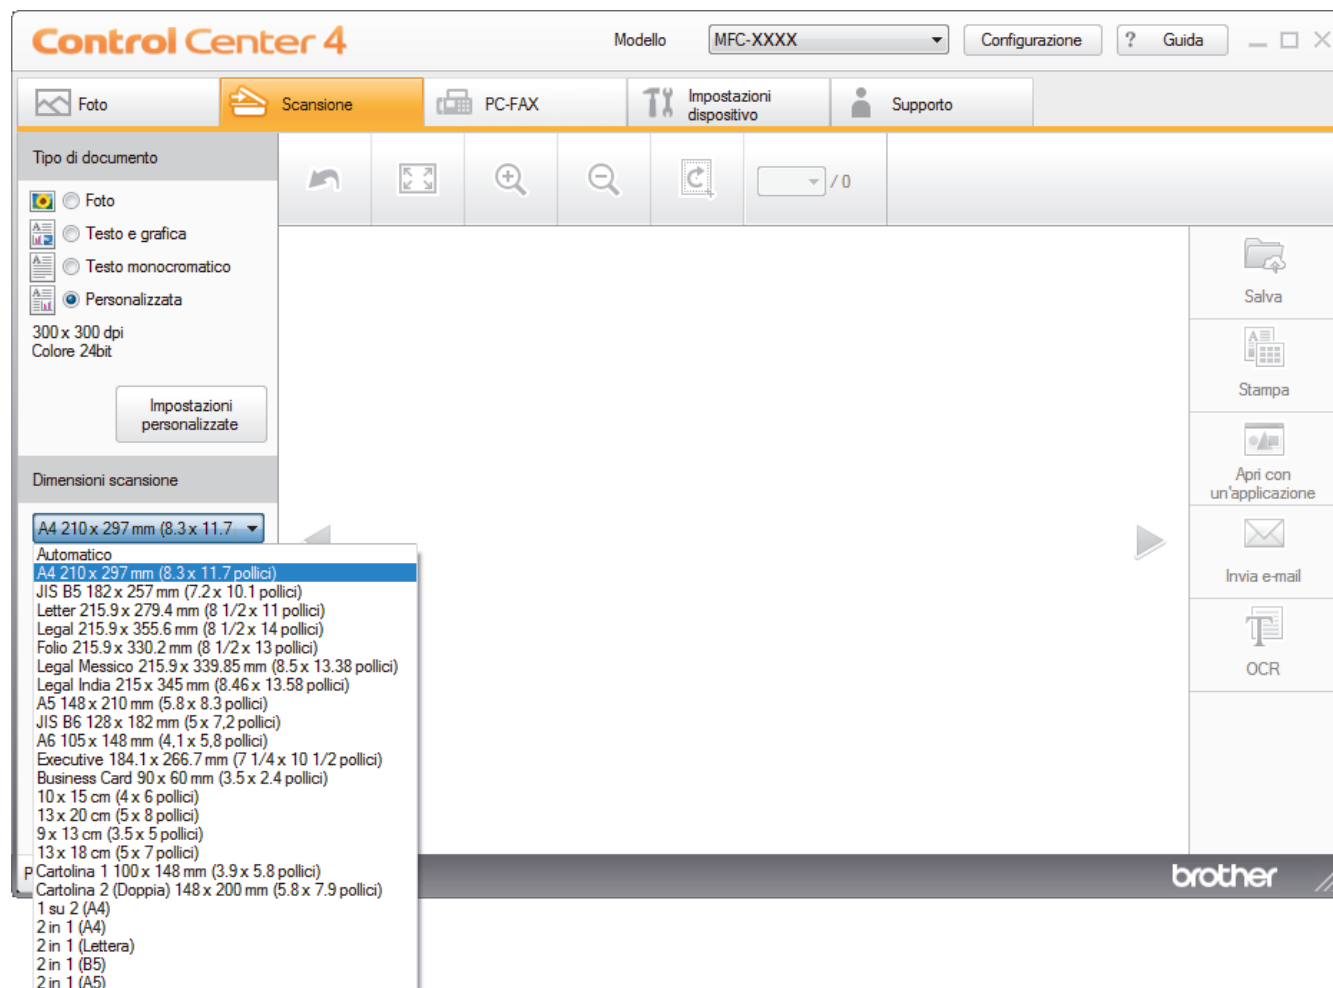 Control Center 4
Modello
MFC-XXXX
Configurazione
? Guida
Foto
Scansione
PC-FAX
Impostazioni
dispositivo
Supporto
Tipo di documento
/ 0
Foto
Testo e grafica
Testo monocromatico
Personalizzata
300 x 300 dpi
Colore 24bit
Impostazioni
personalizzate
Dimensioni scansione
A4 210 x 297 mm (8.3 x 11.7
Automatico
A4 210 x 297 mm (8.3 x 11.7 pollici)
JIS B5 182 x 257 mm (7.2 x 10.1 pollici)
Letter 215.9 x 279.4 mm (8 1/2 x 11 pollici)
Legal 215.9 x 355.6 mm (8 1/2 x 14 pollici)
Folio 215.9 x 330.2 mm (8 1/2 x 13 pollici)
Legal Messico 215.9 x 339.85 mm (8.5 x 13.38 pollici)
Legal India 215 x 345 mm (8.46 x 13.58 pollici)
A5 148 x 210 mm (5.8 x 8.3 pollici)
JIS B6 128 x 182 mm (5 x 7,2 pollici)
A6 105 x 148 mm (4,1 x 5,8 pollici)
Executive 184.1 x 266.7 mm (7 1/4 x 10 1/2 pollici)
Business Card 90 x 60 mm (3.5 x 2.4 pollici)
10 x 15 cm (4 x 6 pollici)
13 x 20 cm (5 x 8 pollici)
9 x 13 cm (3.5 x 5 pollici)
13 x 18 cm (5 x 7 pollici)
Cartolina 1 100 x 148 mm (3.9 x 5.8 pollici)
Cartolina 2 (Doppia) 148 x 200 mm (5.8 x 7.9 pollici)
1 su 2 (A4)
2 in 1 (A4)
2 in 1 (Lettera)
2 in 1 (B5)
2 in 1 (A5)
Salva
Stampa
Apri con
un'applicazione
Invia e-mail
OCR
brother